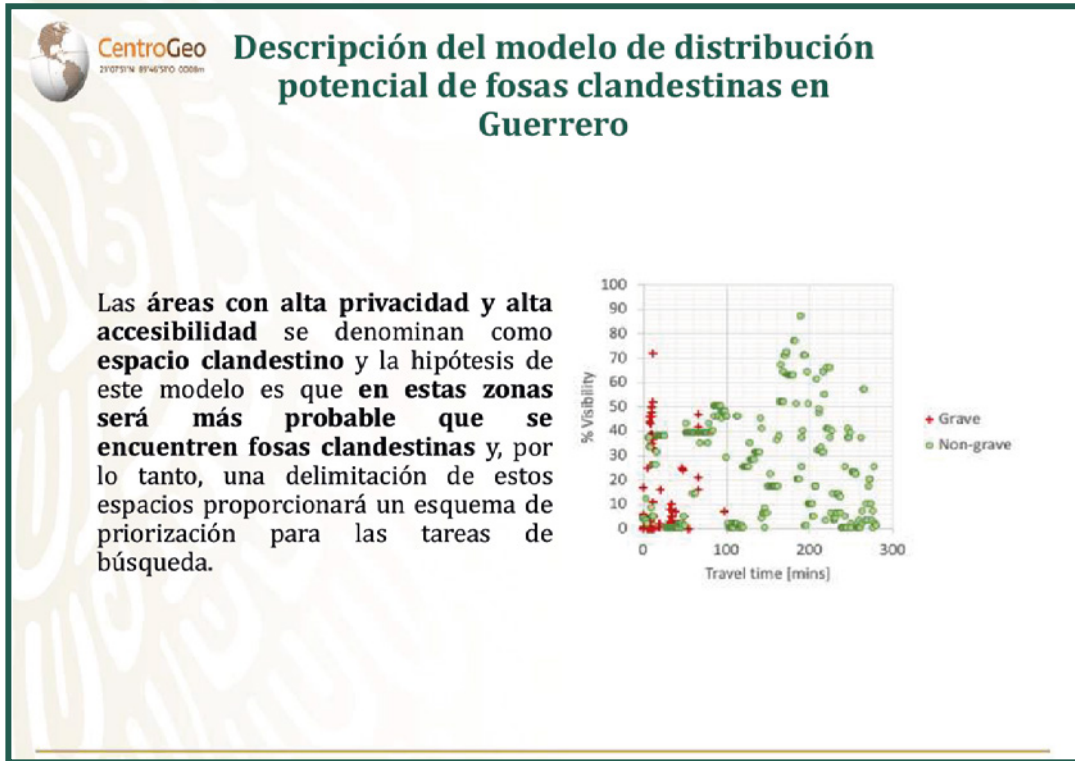 CentroGeo
Descripción del modelo de distribución
potencial de fosas clandestinas en
Guerrero
Las áreas con alta privacidad y alta
accesibilidad se denominan como
espacio clandestino y la hipótesis de
este modelo es que en estas zonas
será más probable que se
encuentren fosas clandestinas y, por
lo tanto, una delimitación de estos
espacios proporcionará un esquema de
priorización para las tareas de
búsqueda.
100
90
80
70
60
50
40
30
20
10
0
% Visibility
0 100 200 300
Travel time [mins]
Grave
Non-grave